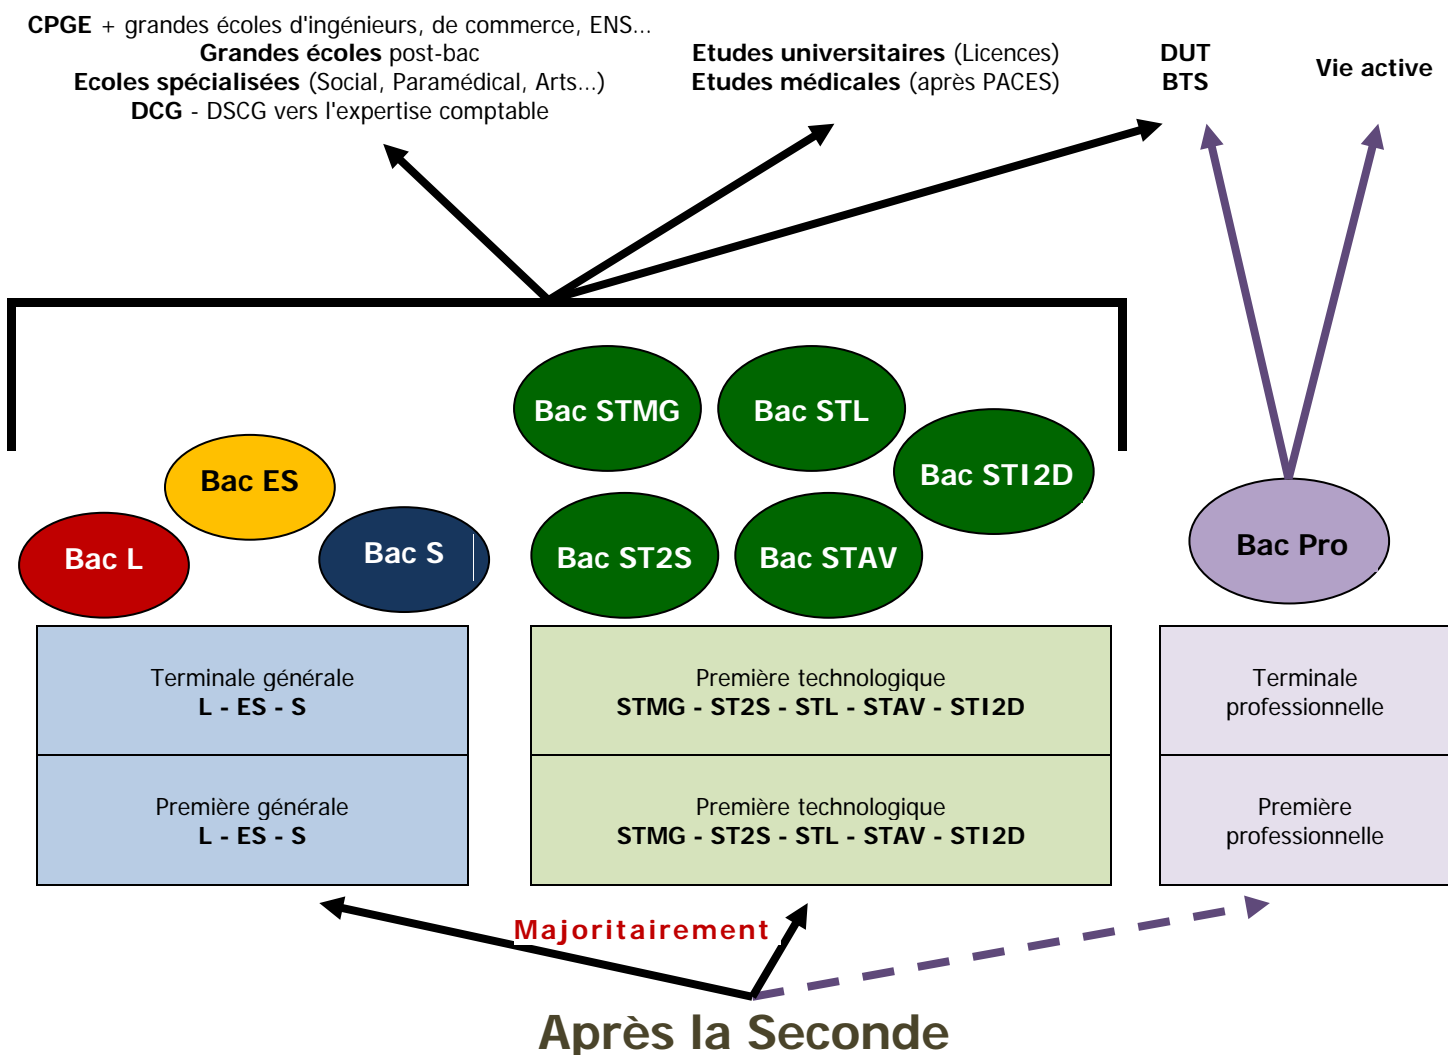 CPGE + grandes écoles d'ingénieurs, de commerce, ENS...
Grandes écoles post-bac
Ecoles spécialisées (Social, Paramédical, Arts...)
DCG - DSCG vers l'expertise comptable
Etudes universitaires (Licences)
Etudes médicales (après PACES)
DUT
BTS
Vie active
Bac STMG
Bac STL
Bac ES
Bac STI2D
Bac L
Bac S
Bac ST2S
Bac STAV
Bac Pro
Terminale générale
L - ES - S
Première technologique
STMG - ST2S - STL - STAV - STI2D
Terminale
professionnelle
Première générale
L - ES - S
Première technologique
STMG - ST2S - STL - STAV - STI2D
Première
professionnelle
Majoritairement
Après la Seconde